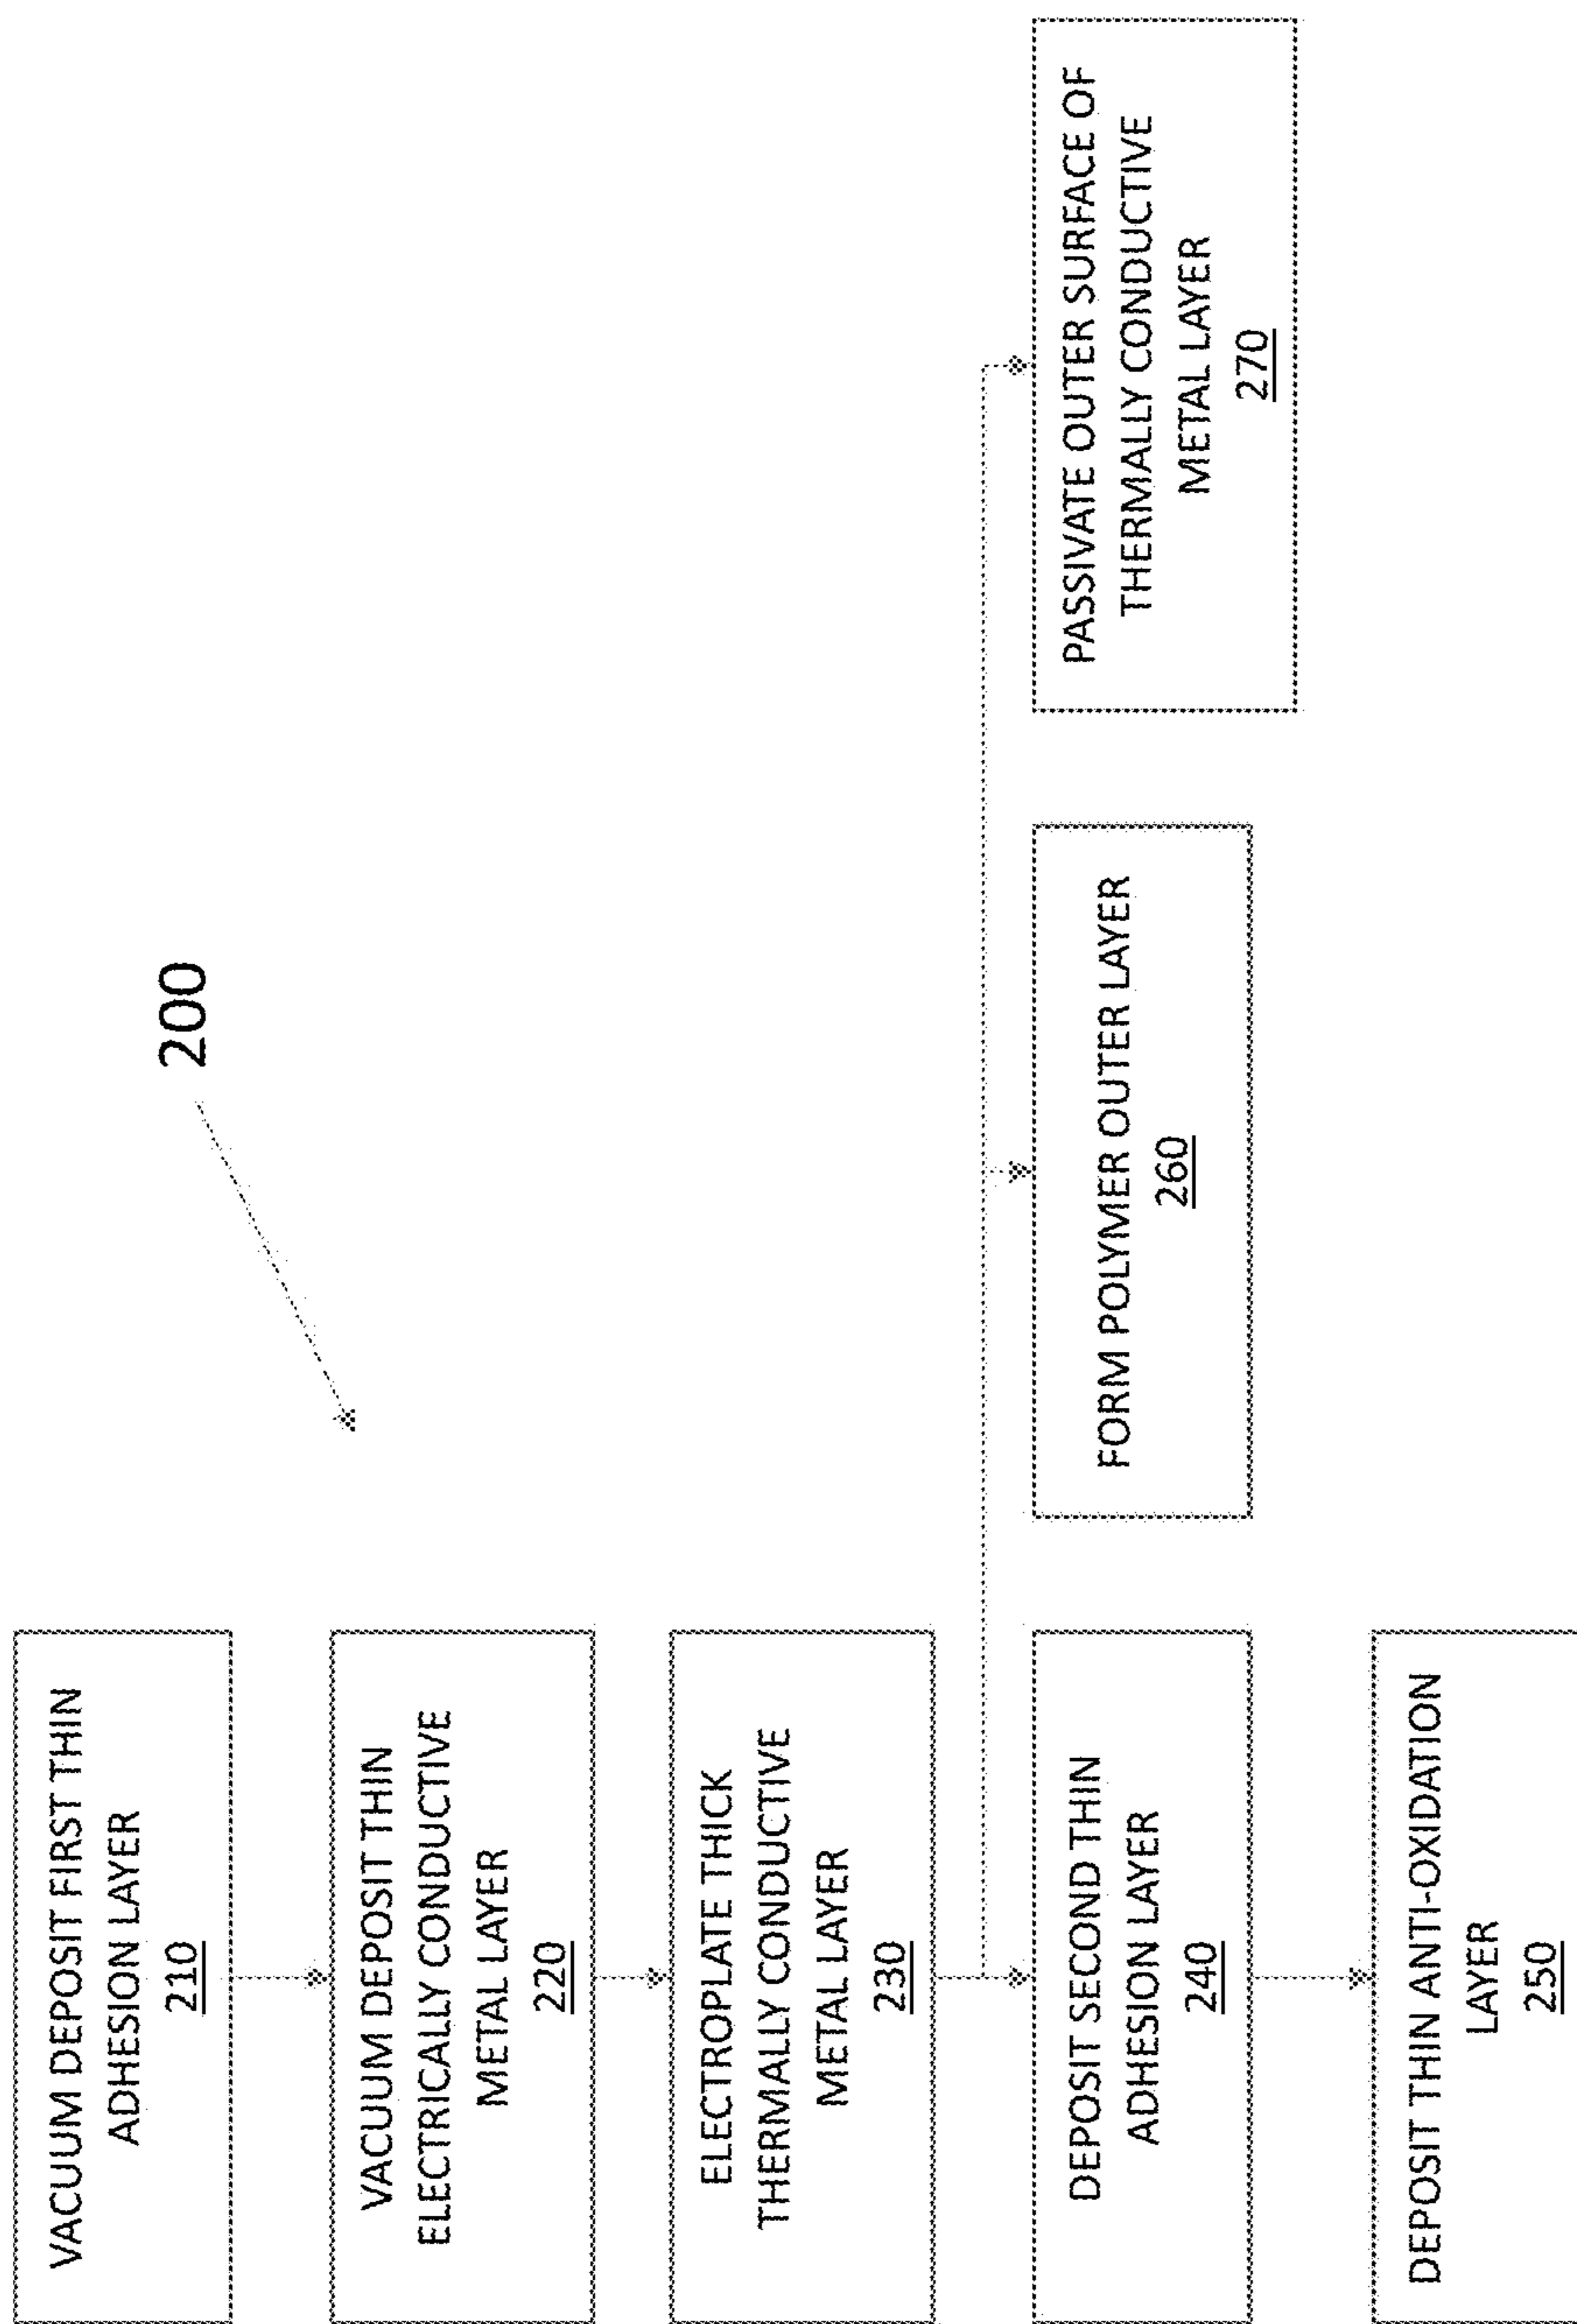 200
VACUUM DEPOSIT FIRST THIN
ADHESION LAYER
210
VACUUM DEPOSIT THIN
ELECTRICALLY CONDUCTIVE
METAL LAYER
220
ELECTROPLATE THICK
THERMALLY CONDUCTIVE
METAL LAYER
230
DEPOSIT SECOND THIN
ADHESION LAYER
240
DEPOSIT THIN ANTI-OXIDATION
LAYER
250
FORM POLYMER OUTER LAYER
260
PASSIVATE OUTER SURFACE OF
THERMALLY CONDUCTIVE
METAL LAYER
270